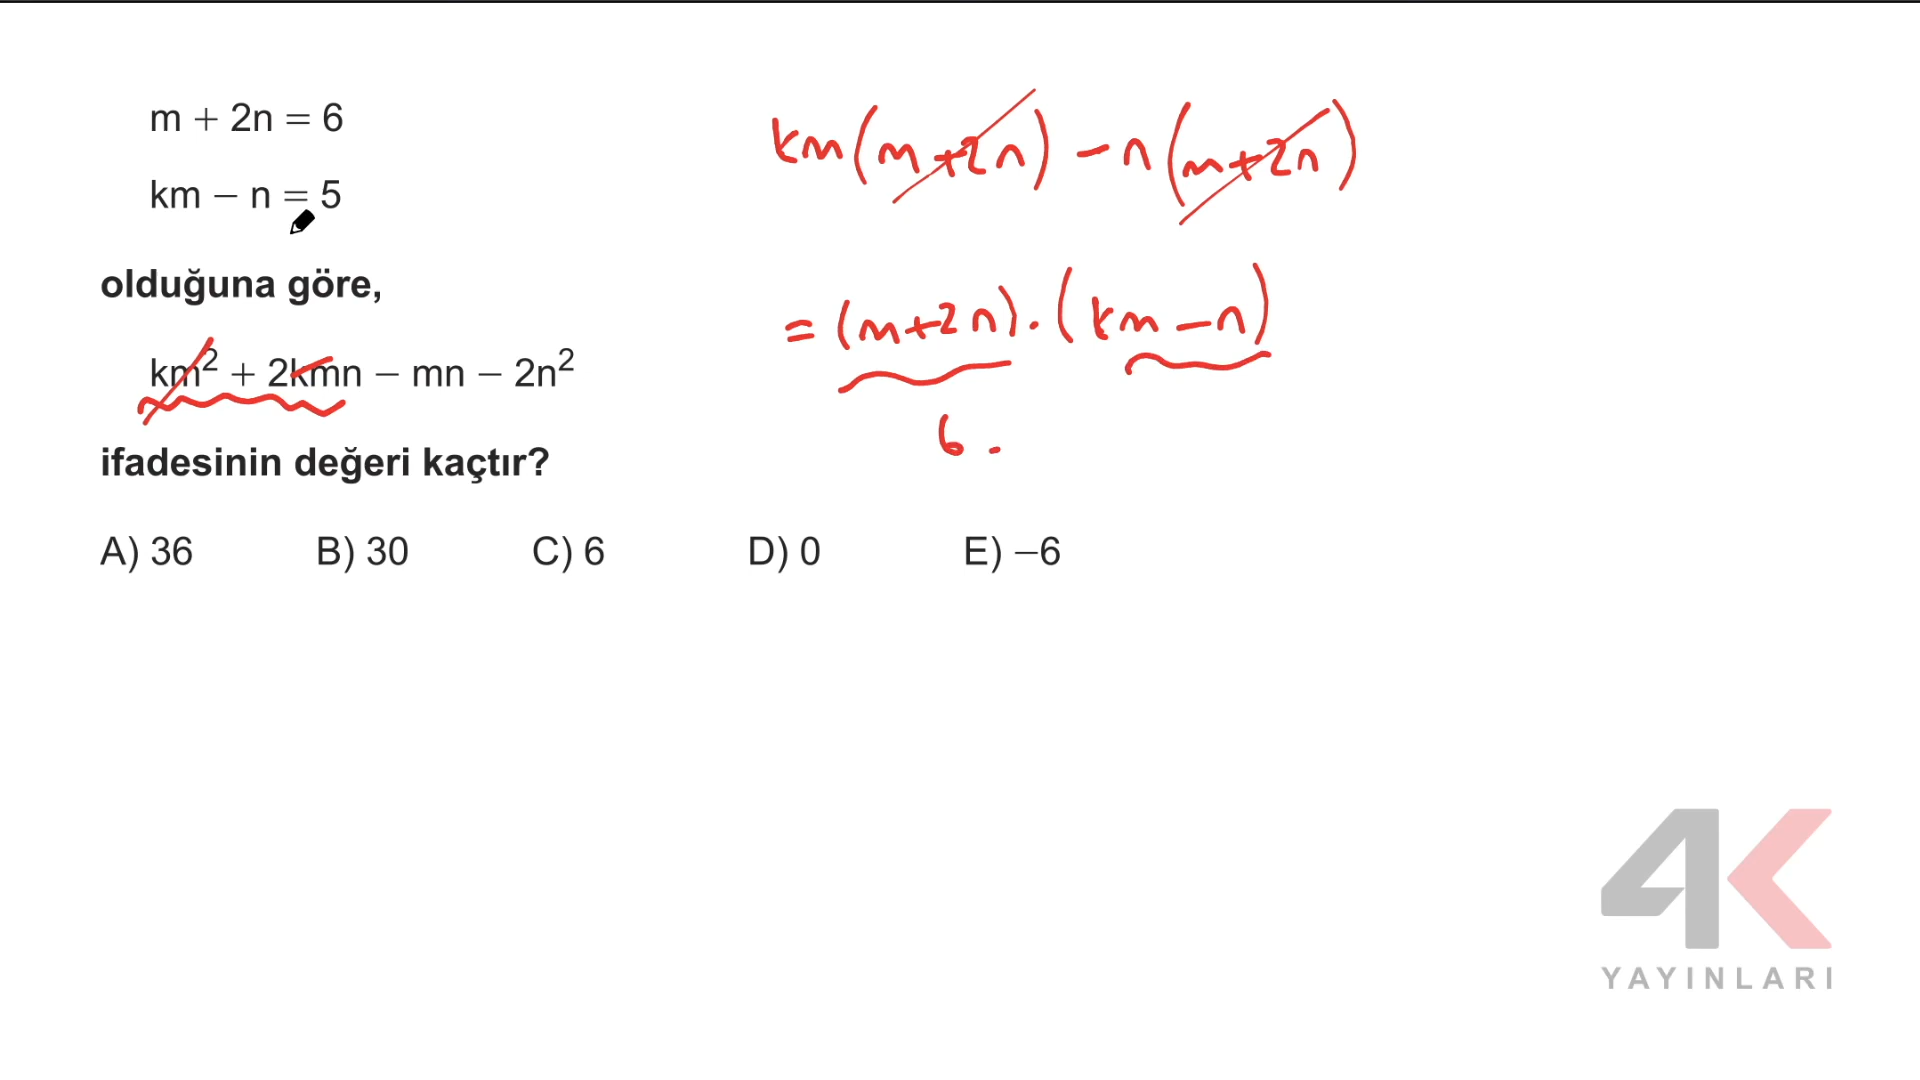 m + 2n = 6
km – n = 5
olduğuna göre,
km² + 2kmn – mn – 2n²
ifadesinin değeri kaçtır?
A) 36 B) 30 C) 6 D) 0 E) –6
km(m+2n) – n(m+2n)
= (m+2n).(km–n)
6 .
4K
YAYINLARI